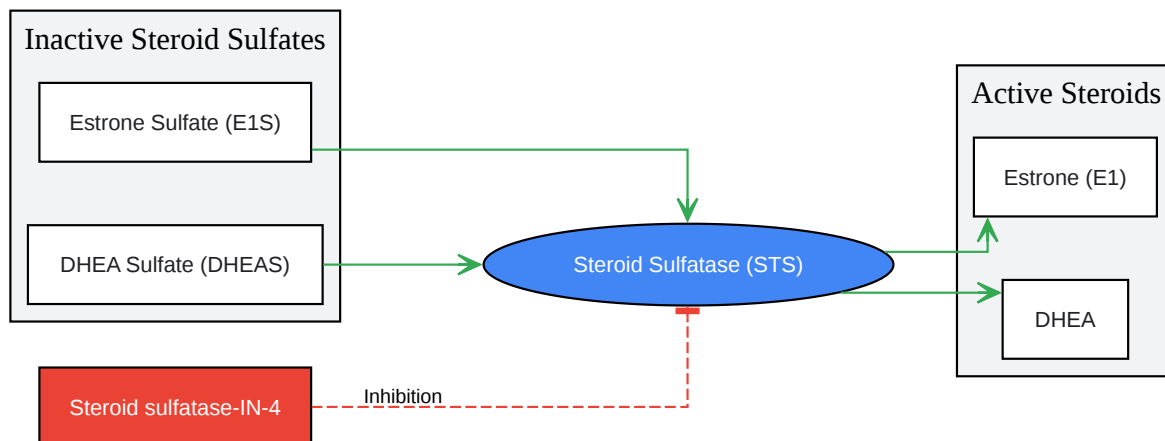 Inactive Steroid Sulfates
Estrone Sulfate (E1S)
DHEA Sulfate (DHEAS)
Steroid Sulfatase (STS)
Active Steroids
Estrone (E1)
DHEA
Steroid sulfatase-IN-4
Inhibition